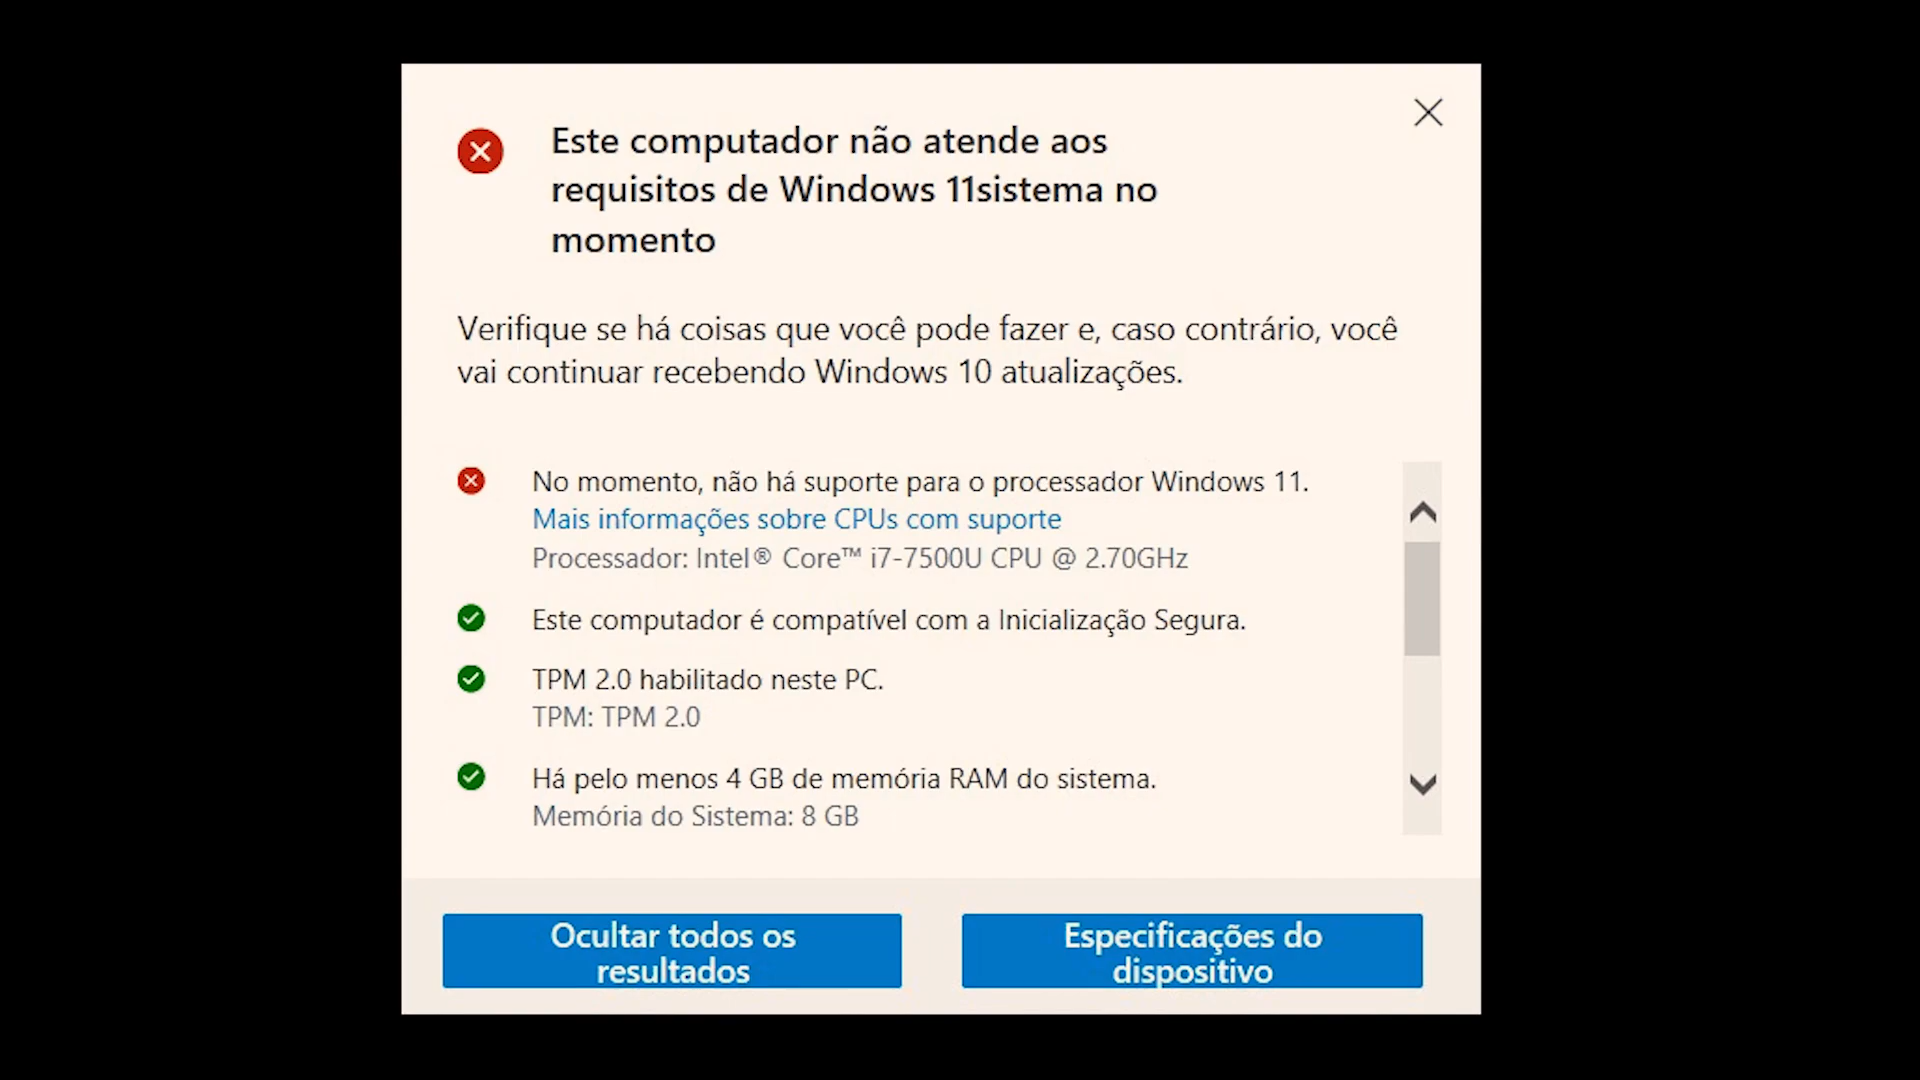 Este computador não atende aos
requisitos de Windows 11sistema no
momento
Verifique se há coisas que você pode fazer e, caso contrário, você
vai continuar recebendo Windows 10 atualizações.
No momento, não há suporte para o processador Windows 11.
Mais informações sobre CPUs com suporte
Processador: Intel® Core™ i7-7500U CPU @ 2.70GHz
Este computador é compatível com a Inicialização Segura.
TPM 2.0 habilitado neste PC.
TPM: TPM 2.0
Há pelo menos 4 GB de memória RAM do sistema.
Memória do Sistema: 8 GB
Ocultar todos os
resultados
Especificações do
dispositivo